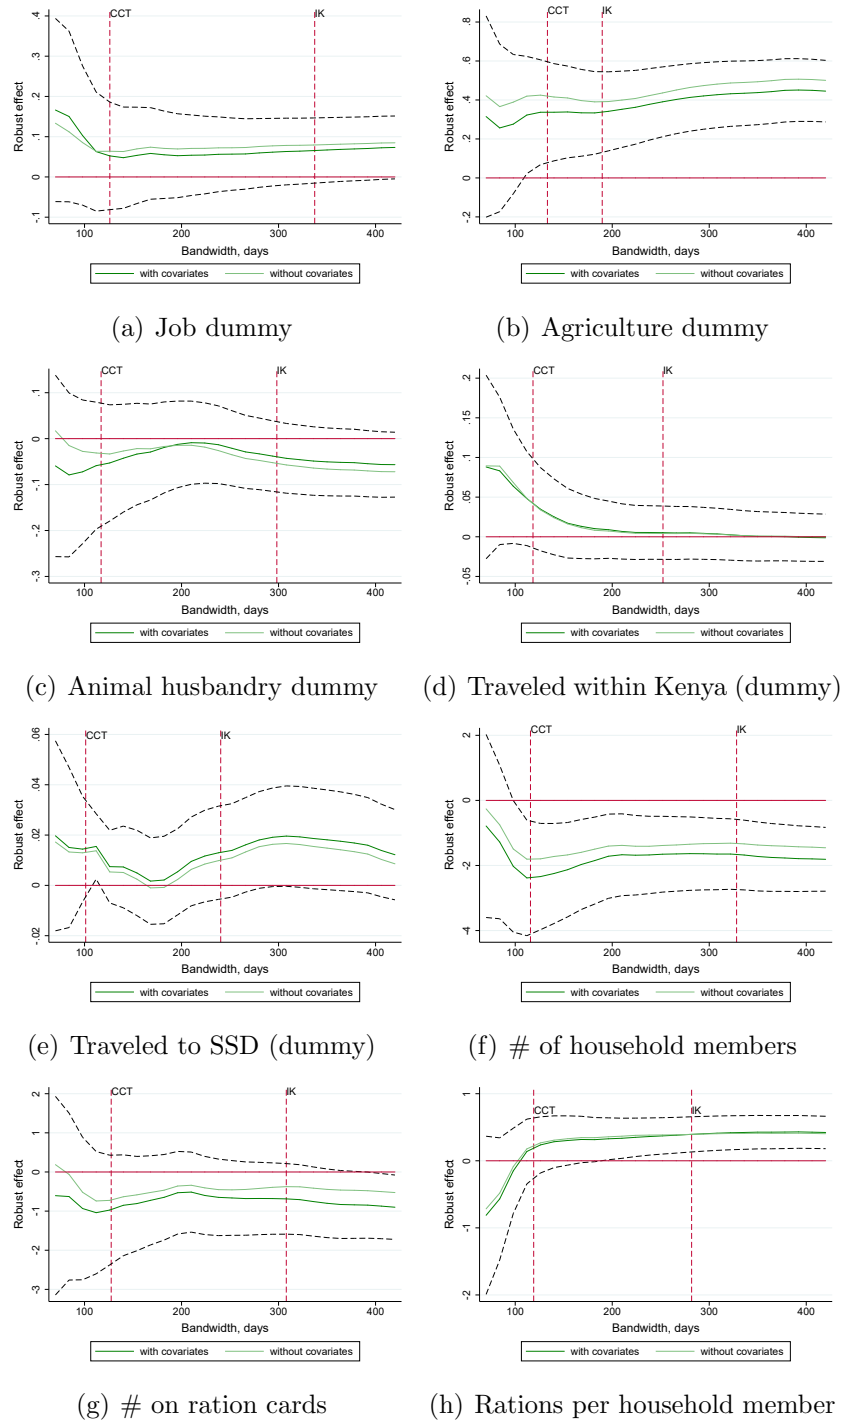 CCT
IK
.4
.3
.2
.1
0
-.1
Robust effect
100 200 300 400
Bandwidth, days
with covariates without covariates
(a) Job dummy
CCT
IK
.8
.6
.4
.2
0
-.2
Robust effect
100 200 300 400
Bandwidth, days
with covariates without covariates
(b) Agriculture dummy
CCT
IK
.1
0
-.1
-.2
-.3
Robust effect
100 200 300 400
Bandwidth, days
with covariates without covariates
(c) Animal husbandry dummy
CCT
IK
.2
.15
.1
.05
0
-.05
Robust effect
100 200 300 400
Bandwidth, days
with covariates without covariates
(d) Traveled within Kenya (dummy)
CCT
IK
.06
.04
.02
0
-.02
Robust effect
100 200 300 400
Bandwidth, days
with covariates without covariates
(e) Traveled to SSD (dummy)
CCT
IK
2
0
-2
-4
Robust effect
100 200 300 400
Bandwidth, days
with covariates without covariates
(f) # of household members
CCT
IK
2
1
0
-1
-2
-3
Robust effect
100 200 300 400
Bandwidth, days
with covariates without covariates
(g) # on ration cards
CCT
IK
1
0
-1
-2
Robust effect
100 200 300 400
Bandwidth, days
with covariates without covariates
(h) Rations per household member